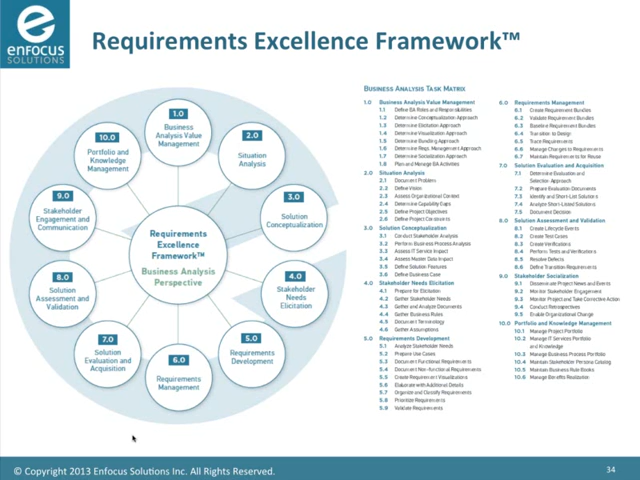 enfocus
SOLUTIONS
Requirements Excellence Framework™
1.0
Business
Analysis Value
Management
2.0
Situation
Analysis
3.0
Solution
Conceptualization
4.0
Stakeholder
Needs
Elicitation
5.0
Requirements
Development
6.0
Requirements
Management
7.0
Solution
Evaluation and
Acquisition
8.0
Solution
Assessment and
Validation
9.0
Stakeholder
Engagement and
Communication
10.0
Portfolio and
Knowledge
Management
Requirements
Excellence
Framework™
Business Analysis
Perspective
BUSINESS ANALYSIS TASK MATRIX
1.0 Business Analysis Value Management
1.1 Define BA Roles and Responsibilities
1.2 Determine Conceptualization Approach
1.3 Determine Elicitation Approach
1.4 Determine Visualization Approach
1.5 Determine Bundling Approach
1.6 Determine Reqs. Management Approach
1.7 Determine Socialization Approach
1.8 Plan and Manage BA Activities
2.0 Situation Analysis
2.1 Document Problem
2.2 Define Vision
2.3 Assess Organizational Context
2.4 Determine Capability Gaps
2.5 Define Project Objectives
2.6 Define Project Constraints
3.0 Solution Conceptualization
3.1 Conduct Stakeholder Analysis
3.2 Perform Business Process Analysis
3.3 Assess IT Service Impact
3.4 Assess Master Data Impact
3.5 Define Solution Features
3.6 Define Business Case
4.0 Stakeholder Needs Elicitation
4.1 Prepare for Elicitation
4.2 Gather Stakeholder Needs
4.3 Gather and Analyze Documents
4.4 Gather Business Rules
4.5 Document Terminology
4.6 Gather Assumptions
5.0 Requirements Development
5.1 Analyze Stakeholder Needs
5.2 Prepare Use Cases
5.3 Document Functional Requirements
5.4 Document Non-functional Requirements
5.5 Create Requirement Visualizations
5.6 Elaborate with Additional Details
5.7 Organize and Classify Requirements
5.8 Prioritize Requirements
5.9 Validate Requirements
6.0 Requirements Management
6.1 Create Requirement Bundles
6.2 Validate Requirement Bundles
6.3 Baseline Requirement Bundles
6.4 Transition to Design
6.5 Trace Requirements
6.6 Manage Changes to Requirements
6.7 Maintain Requirements for Reuse
7.0 Solution Evaluation and Acquisition
7.1 Determine Evaluation and
Selection Approach
7.2 Prepare Evaluation Documents
7.3 Identify and Short-List Solutions
7.4 Analyze Short-Listed Solutions
7.5 Document Decision
8.0 Solution Assessment and Validation
8.1 Create Lifecycle Events
8.2 Create Test Cases
8.3 Create Verifications
8.4 Perform Tests and Verifications
8.5 Resolve Defects
8.6 Define Transition Requirements
9.0 Stakeholder Socialization
9.1 Disseminate Project News and Events
9.2 Monitor Stakeholder Engagement
9.3 Monitor Project and Take Corrective Action
9.4 Conduct Retrospectives
9.5 Enable Organizational Change
10.0 Portfolio and Knowledge Management
10.1 Manage Project Portfolio
10.2 Manage IT Services Portfolio
and Knowledge
10.3 Manage Business Process Portfolio
10.4 Maintain Stakeholder Persona Catalog
10.5 Maintain Business Rule Books
10.6 Manage Benefits Realization
© Copyright 2013 Enfocus Solutions Inc. All Rights Reserved.
34